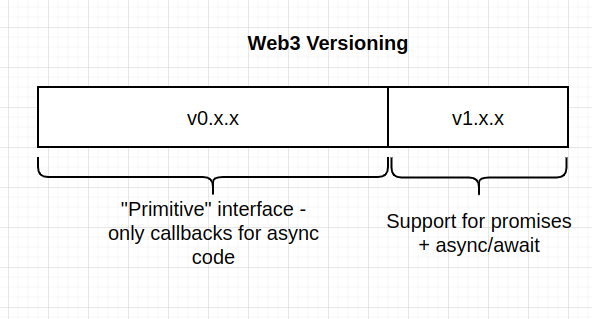 Web3 Versioning
v0.x.x
v1.x.x
"Primitive" interface -
only callbacks for async
code
Support for promises
+ async/await